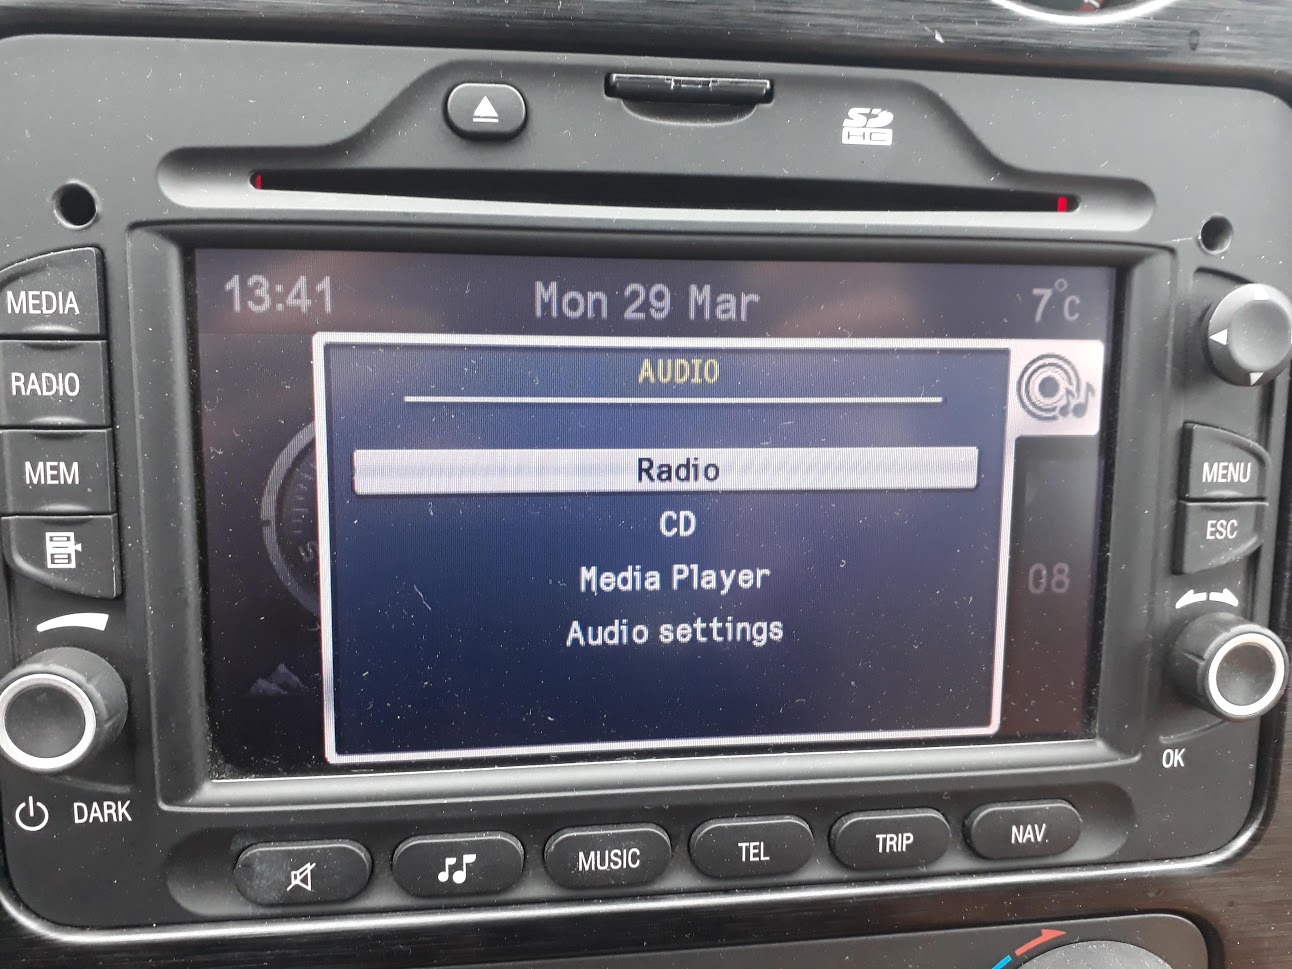 SD
HC
MEDIA
RADIO
MEM
13:41 Mon 29 Mar 7°C
AUDIO
Radio
CD
Media Player
Audio settings
08
MENU
ESC
OK
DARK
MUSIC TEL TRIP NAV.